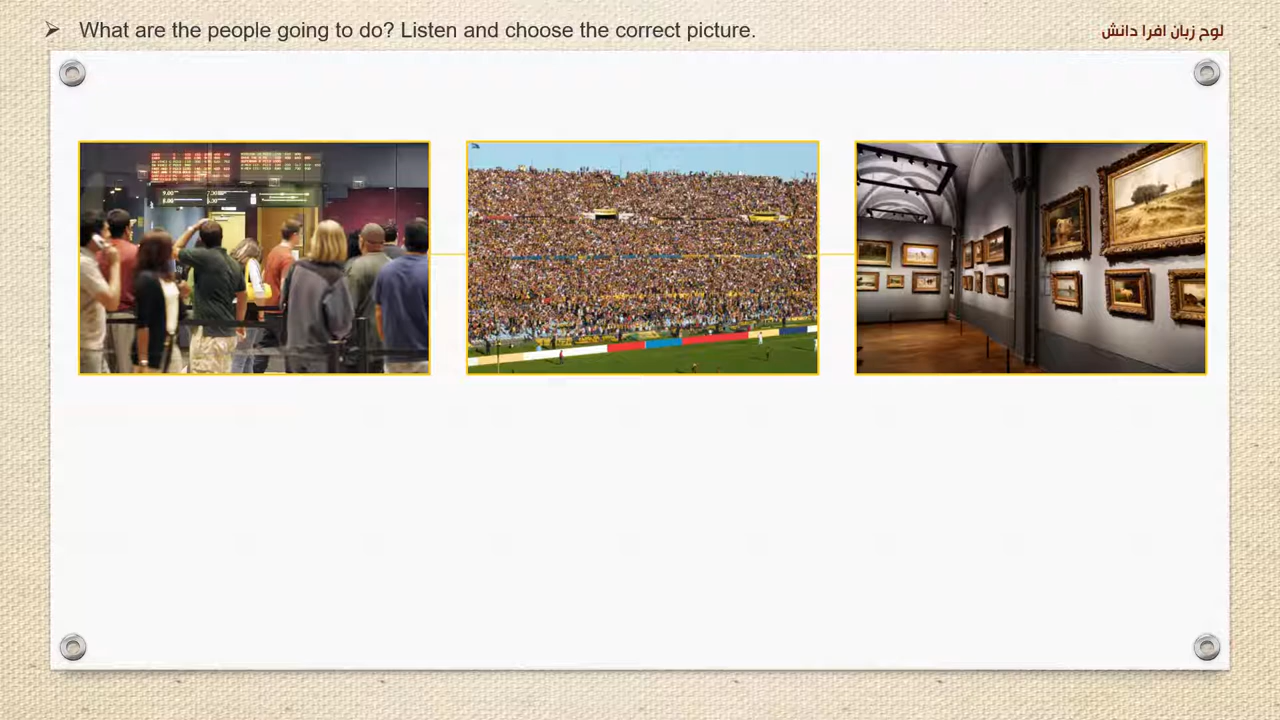 What are the people going to do? Listen and choose the correct picture.
لوح زبان افرا دانش